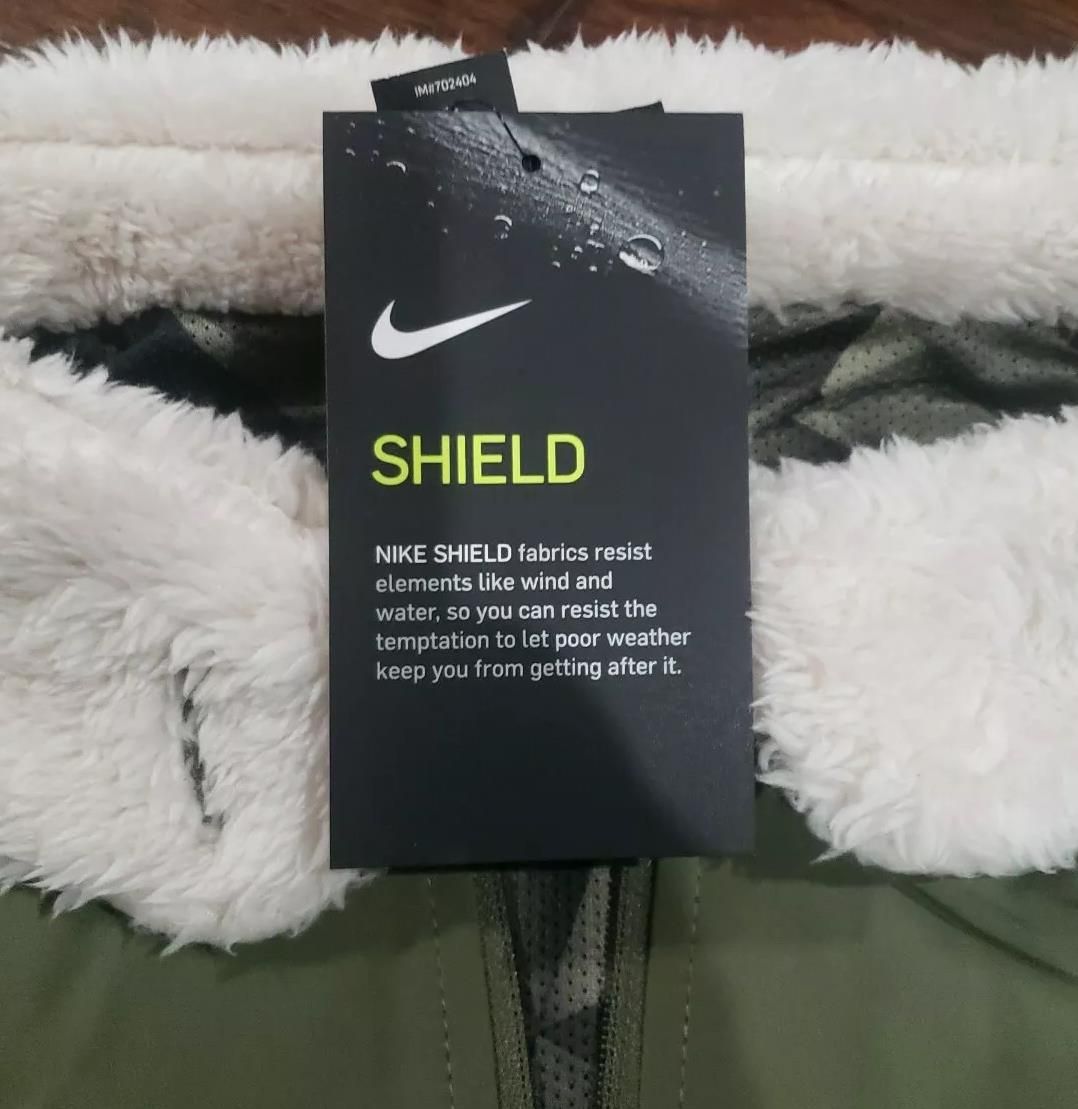 IM#702404
SHIELD
NIKE SHIELD fabrics resist
elements like wind and
water, so you can resist the
temptation to let poor weather
keep you from getting after it.